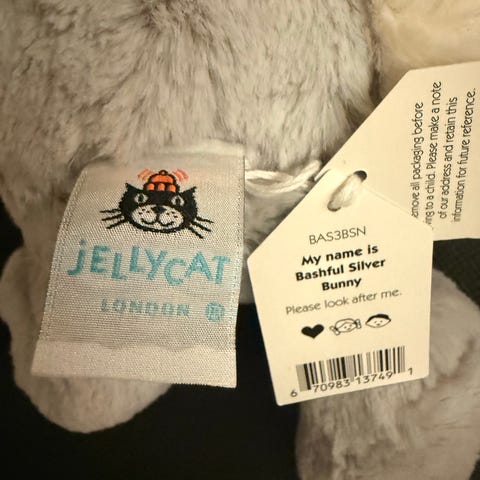 JELLYCAT
LONDON ®
BAS3BSN
My name is
Bashful Silver
Bunny
Please look after me.
6 70983 13749 1
emove all packaging before
ing to a child. Please make a note
of our address and retain this
information for future reference.